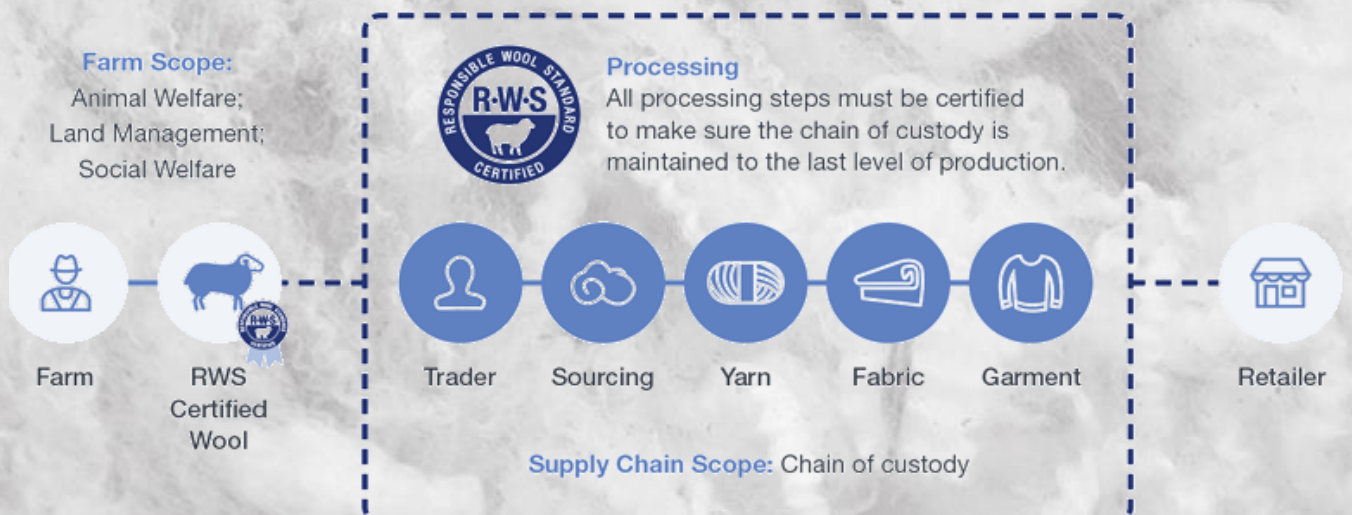 Farm Scope:
Animal Welfare;
Land Management;
Social Welfare
RESPONSIBLE WOOL STANDARD
R·W·S
CERTIFIED
Processing
All processing steps must be certified
to make sure the chain of custody is
maintained to the last level of production.
R·W·S
Farm
RWS
Certified
Wool
Trader
Sourcing
Yarn
Fabric
Garment
Retailer
Supply Chain Scope: Chain of custody